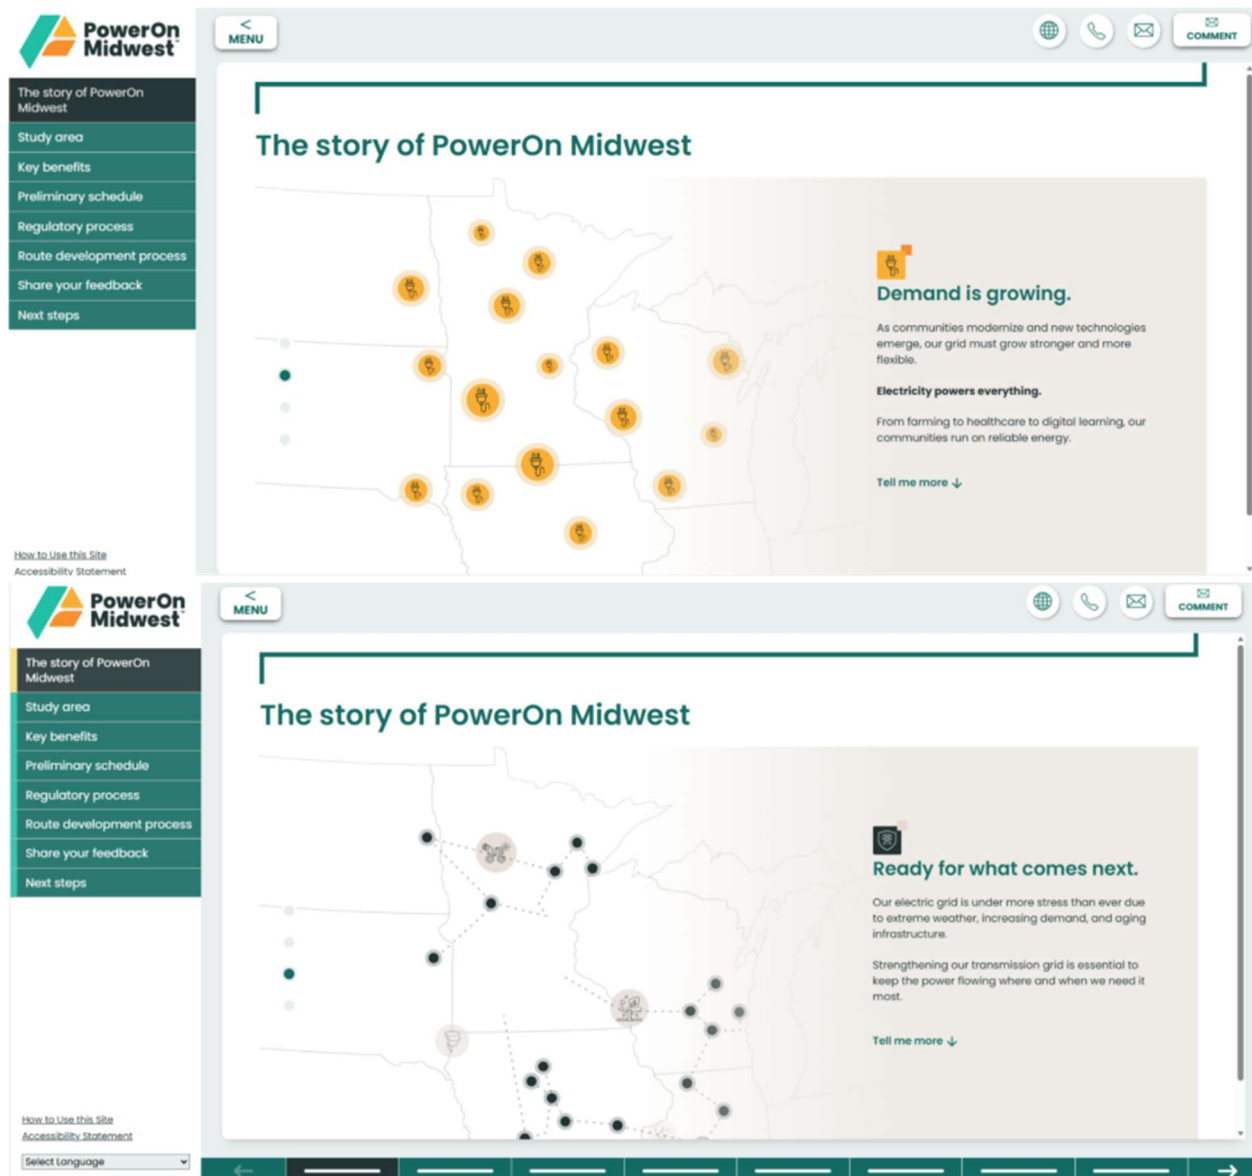 PowerOn
Midwest™
<
MENU
COMMENT
The story of PowerOn
Midwest
Study area
Key benefits
Preliminary schedule
Regulatory process
Route development process
Share your feedback
Next steps
How to Use this Site
Accessibility Statement
The story of PowerOn Midwest
Demand is growing.
As communities modernize and new technologies
emerge, our grid must grow stronger and more
flexible.
Electricity powers everything.
From farming to healthcare to digital learning, our
communities run on reliable energy.
Tell me more ↓
PowerOn
Midwest™
<
MENU
COMMENT
The story of PowerOn
Midwest
Study area
Key benefits
Preliminary schedule
Regulatory process
Route development process
Share your feedback
Next steps
How to Use this Site
Accessibility Statement
Select Language
The story of PowerOn Midwest
Ready for what comes next.
Our electric grid is under more stress than ever due
to extreme weather, increasing demand, and aging
infrastructure.
Strengthening our transmission grid is essential to
keep the power flowing where and when we need it
most.
Tell me more ↓